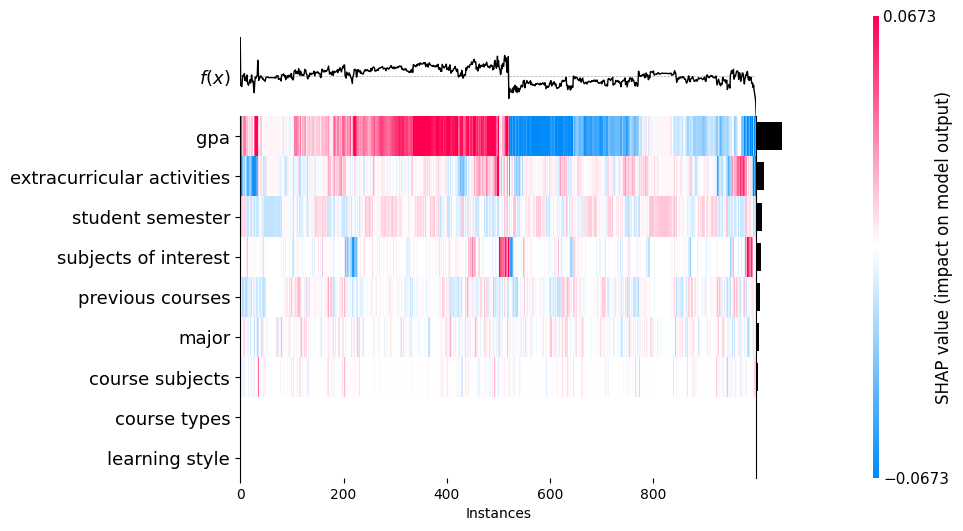 0.0673
f(x)
gpa
extracurricular activities
student semester
subjects of interest
previous courses
major
course subjects
course types
learning style
0 200 400 600 800
Instances
SHAP value (impact on model output)
−0.0673